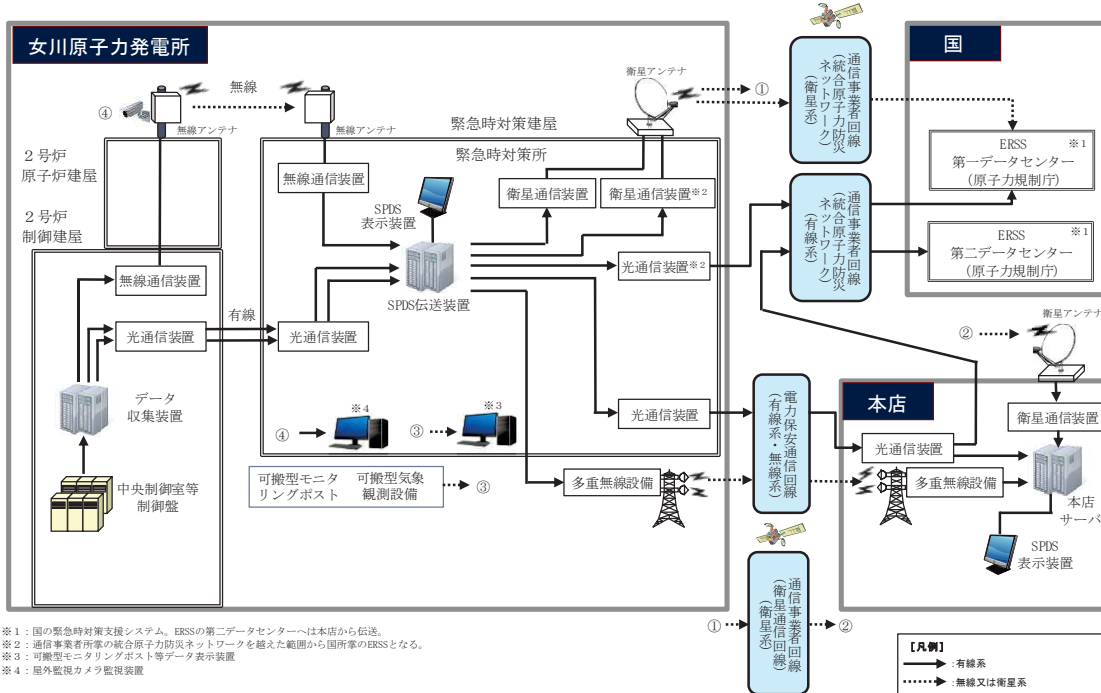 女川原子力発電所
④
無線
無線アンテナ
無線アンテナ
衛星アンテナ
①
通信事業者回線
(統合原子力防災
ネットワーク)
(衛星系)
国
ERSS ※1
第一データセンター
(原子力規制庁)
ERSS ※1
第二データセンター
(原子力規制庁)
2号炉
原子炉建屋
2号炉
制御建屋
緊急時対策建屋
緊急時対策所
無線通信装置
SPDS
表示装置
衛星通信装置
衛星通信装置※2
SPDS伝送装置
光通信装置※2
通信事業者回線
(統合原子力防災
ネットワーク)
(有線系)
無線通信装置
光通信装置
有線
光通信装置
データ
収集装置
中央制御室等
制御盤
※4
④
※3
③
可搬型モニタ
リングポスト
可搬型気象
観測設備
③
光通信装置
多重無線設備
電力保安通信回線
(有線系・無線系)
衛星アンテナ
②
本店
衛星通信装置
光通信装置
多重無線設備
本店
サーバ
SPDS
表示装置
①
通信事業者回線
(衛星通信回線)
(衛星系)
②
※1:国の緊急時対策支援システム。ERSSの第二データセンターへは本店から伝送。
※2:通信事業者所掌の統合原子力防災ネットワークを越えた範囲から国所掌のERSSとなる。
※3:可搬型モニタリングポスト等データ表示装置
※4:屋外監視カメラ監視装置
[凡例]
:有線系
:無線又は衛星系